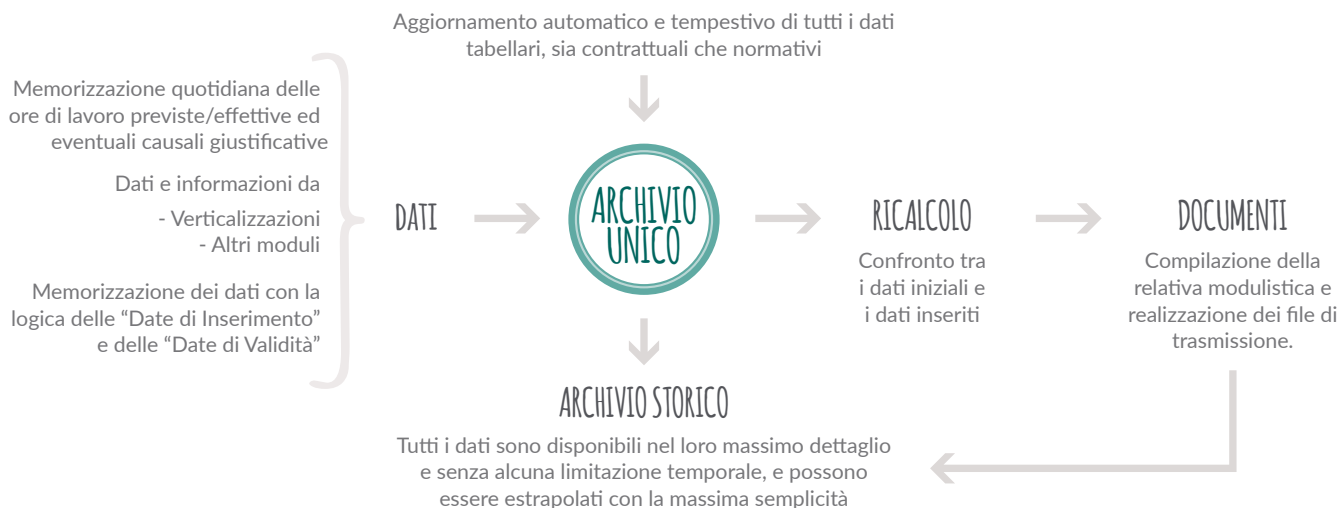 Aggiornamento automatico e tempestivo di tutti i dati
tabellari, sia contrattuali che normativi
Memorizzazione quotidiana delle
ore di lavoro previste/effettive ed
eventuali causali giustificative
Dati e informazioni da
- Verticalizzazioni
- Altri moduli
Memorizzazione dei dati con la
logica delle “Date di Inserimento”
e delle “Date di Validità”
DATI
ARCHIVIO
UNICO
RICALCOLO
Confronto tra
i dati iniziali e
i dati inseriti
DOCUMENTI
Compilazione della
relativa modulistica e
realizzazione dei file di
trasmissione.
ARCHIVIO STORICO
Tutti i dati sono disponibili nel loro massimo dettaglio
e senza alcuna limitazione temporale, e possono
essere estrapolati con la massima semplicità